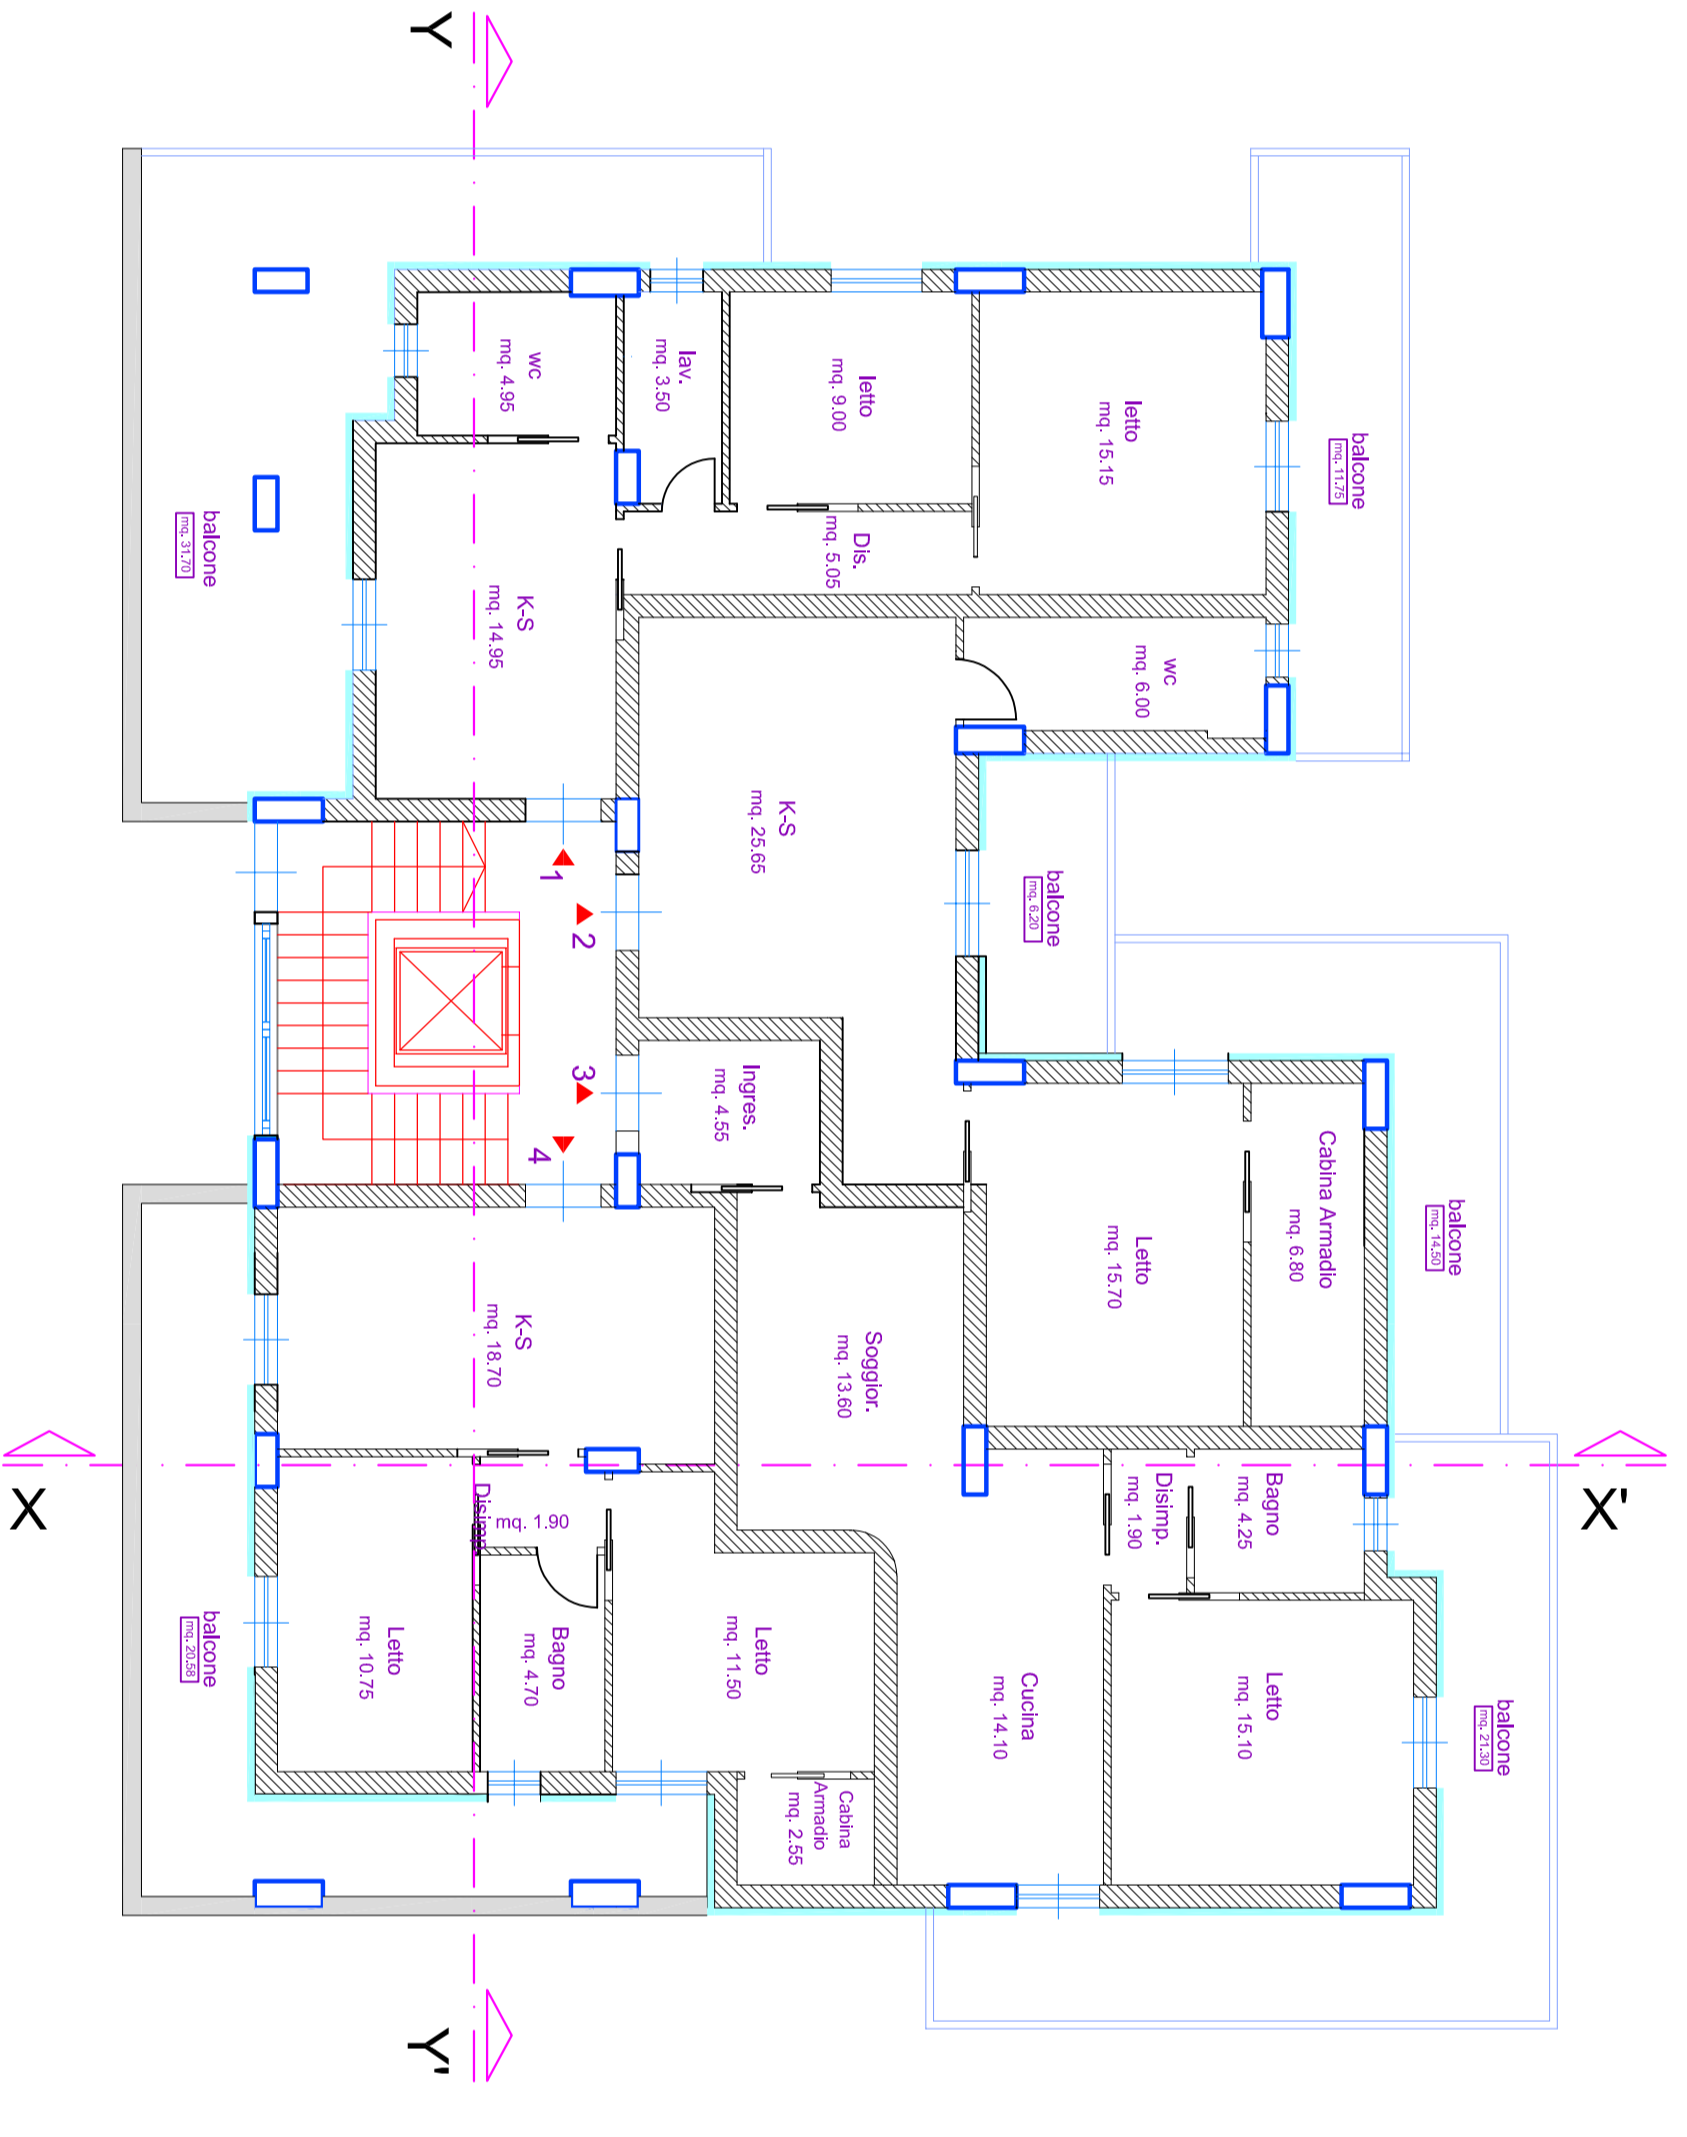 Y
balcone
mq. 11.75
letto
mq. 15.15
letto
mq. 9.00
lav.
mq. 3.50
wc
mq. 4.95
Dis.
mq. 5.05
balcone
mq. 31.70
K-S
mq. 14.95
wc
mq. 6.00
K-S
mq. 25.65
balcone
mq. 6.20
1
2
3
4
Ingres.
mq. 4.55
Cabina Armadio
mq. 6.80
balcone
mq. 14.50
Letto
mq. 15.70
Soggior.
mq. 13.60
K-S
mq. 18.70
X
X'
Bagno
mq. 4.25
Disimp.
mq. 1.90
Disimp.
mq. 1.90
balcone
mq. 21.30
Letto
mq. 15.10
Cucina
mq. 14.10
Letto
mq. 11.50
Bagno
mq. 4.70
Letto
mq. 10.75
balcone
mq. 20.58
Cabina
Armadio
mq. 2.55
Y'